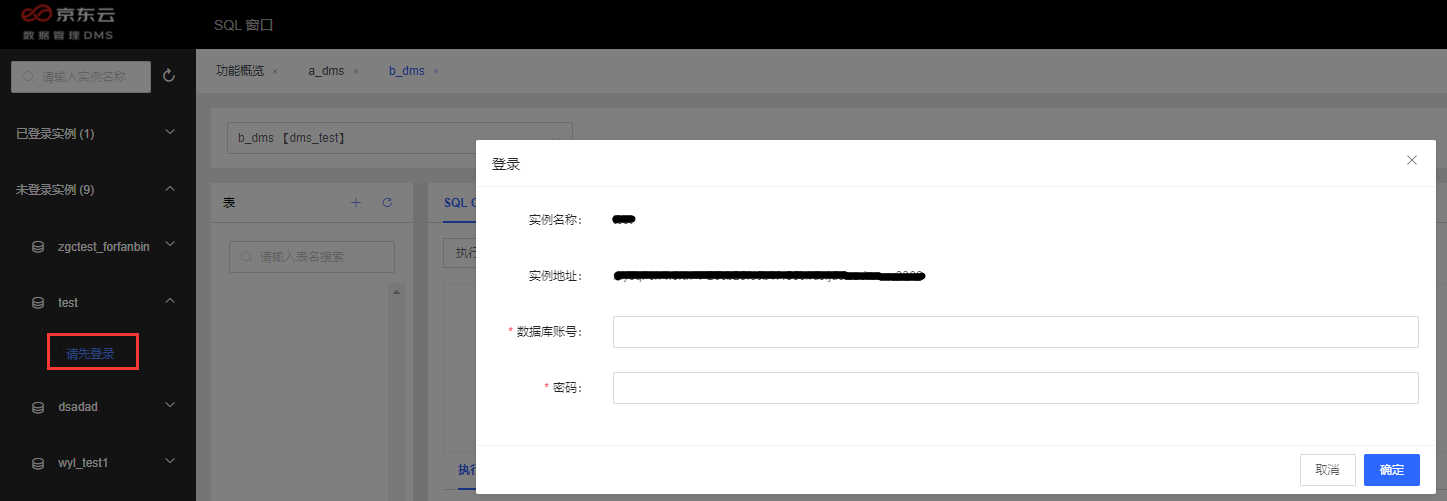 京东云
数据管理DMS
SQL 窗口
请输入实例名称
功能概览
a_dms
b_dms
已登录实例 (1)
未登录实例 (9)
zgctest_forfanbin
test
请先登录
dsadad
wyl_test1
b_dms 【dms_test】
表
请输入表名搜索
SQL
执行
执行
登录
实例名称:
实例地址:
* 数据库账号:
* 密码:
取消
确定